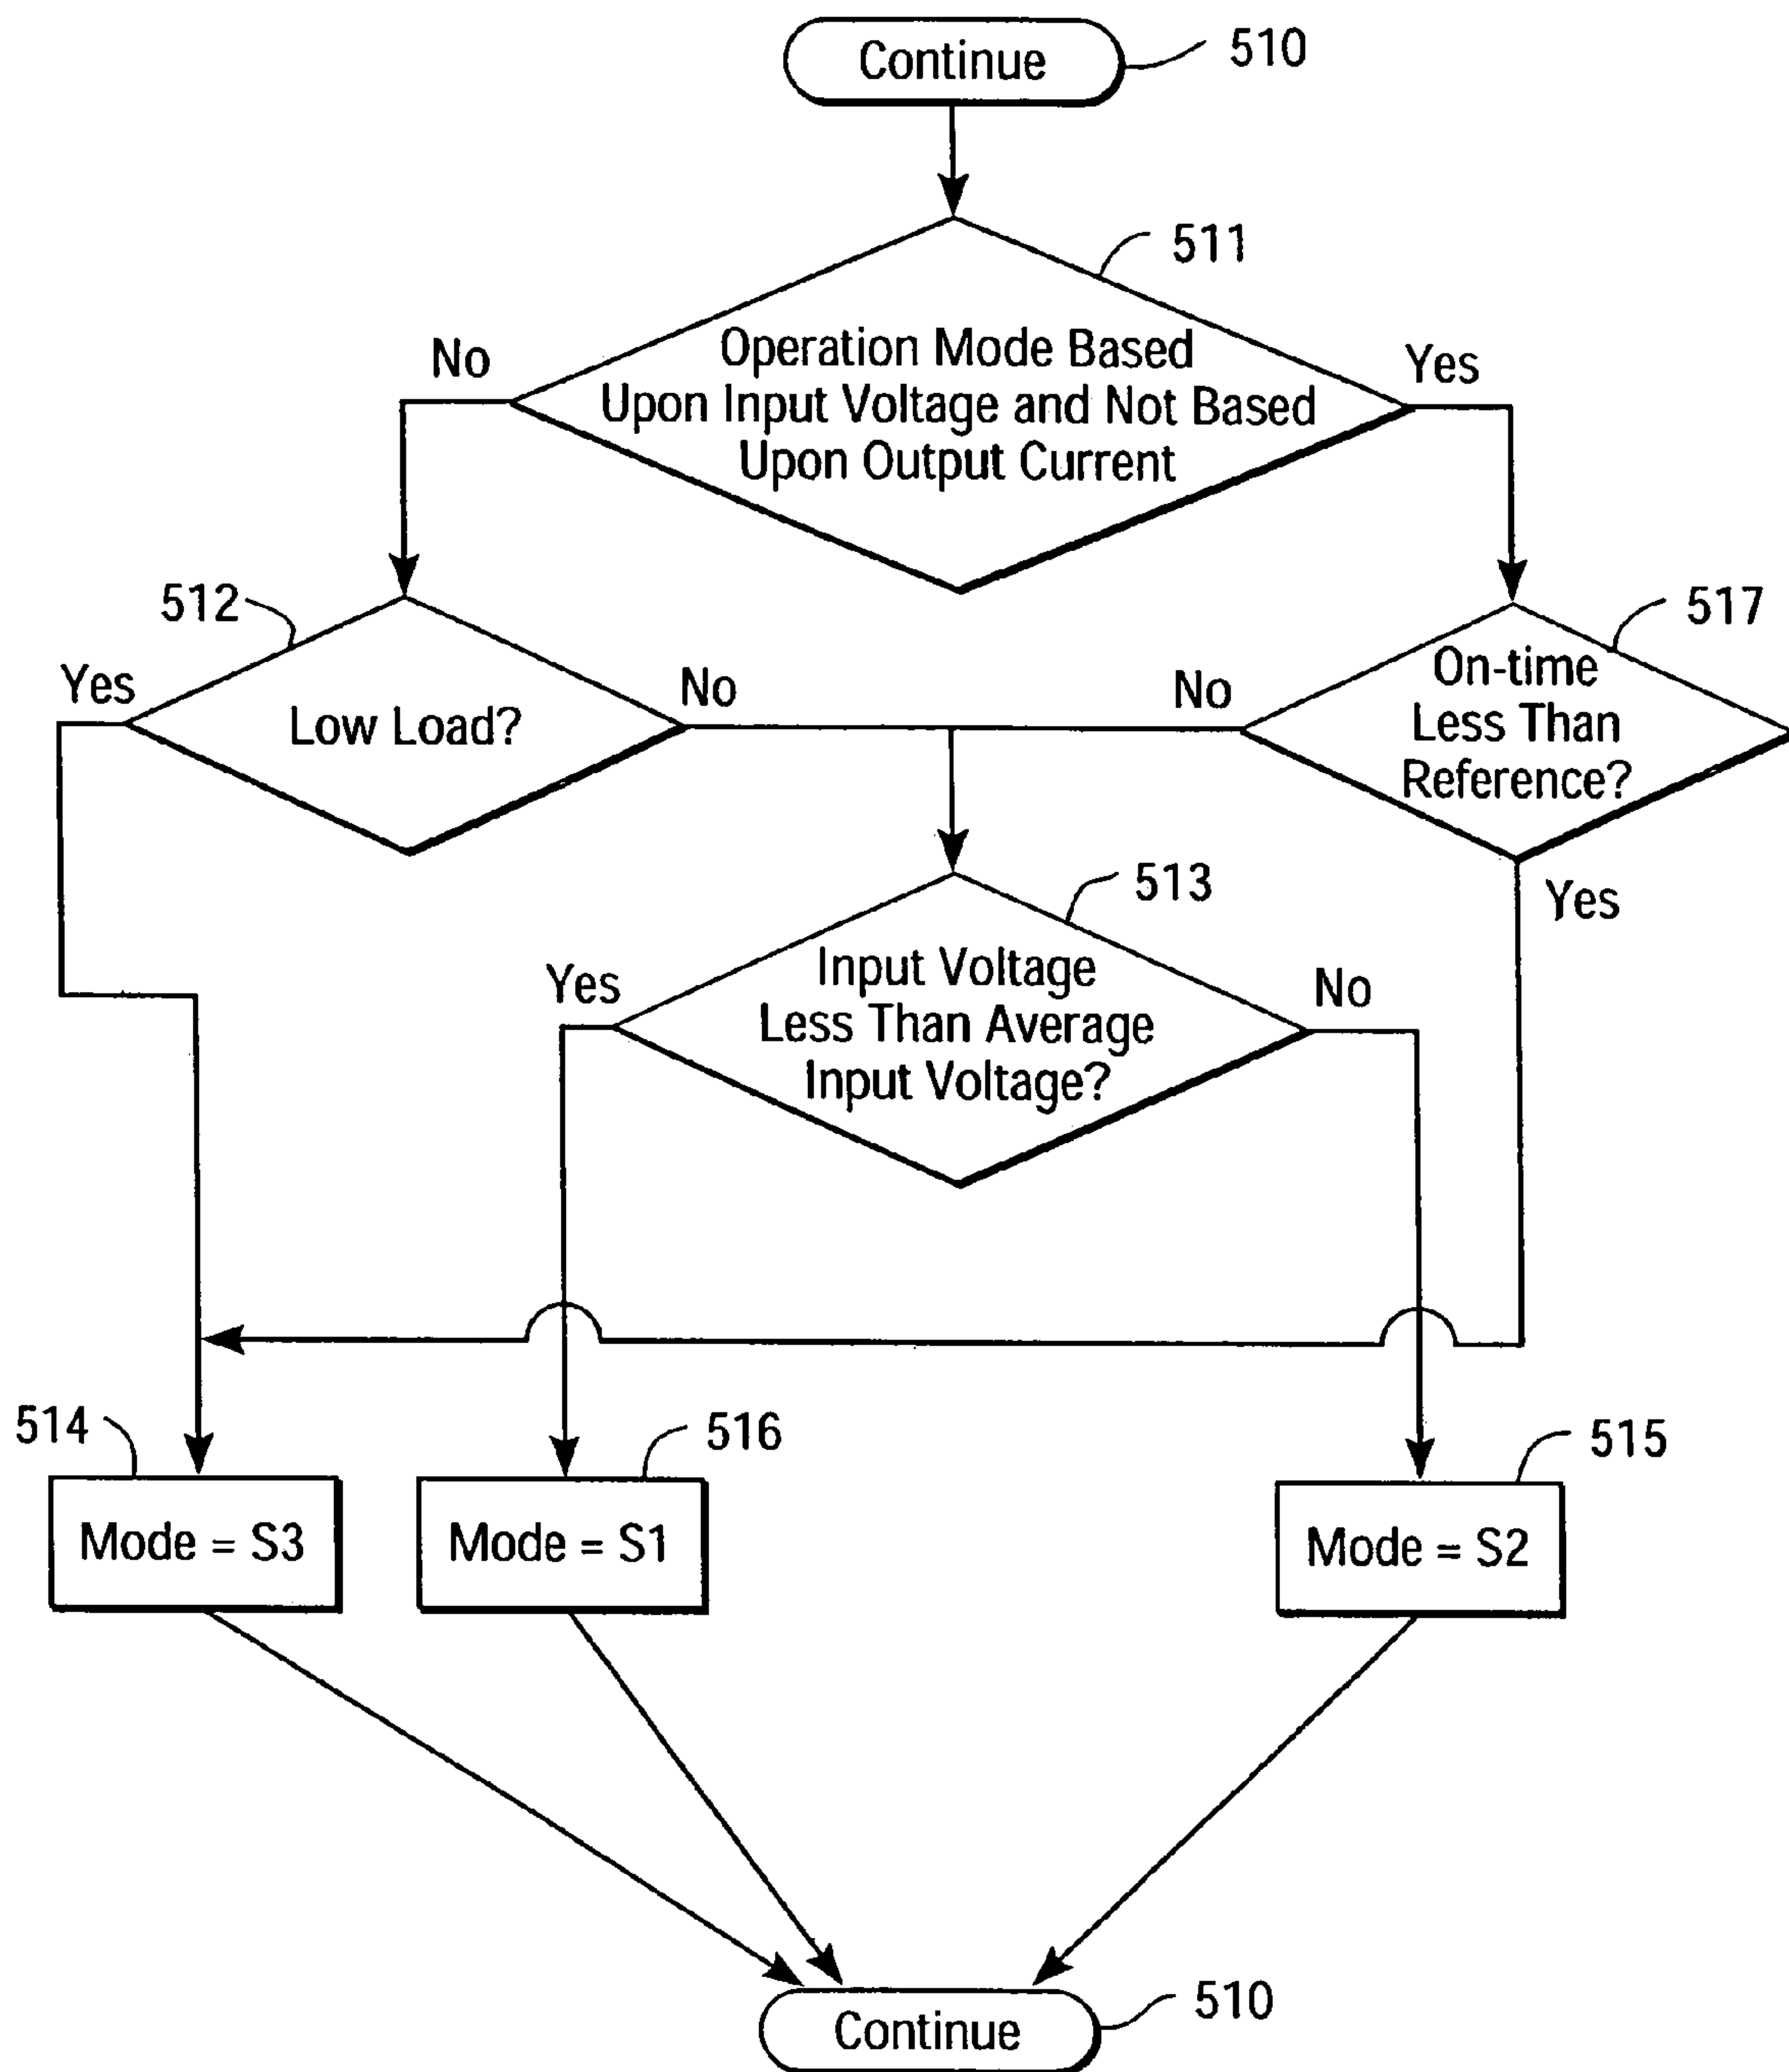 Continue
510
511
Operation Mode Based
Upon Input Voltage and Not Based
Upon Output Current
No
Yes
512
Low Load?
Yes
No
517
On-time
Less Than
Reference?
No
Yes
513
Input Voltage
Less Than Average
Input Voltage?
Yes
No
514
Mode = S3
516
Mode = S1
515
Mode = S2
Continue
510